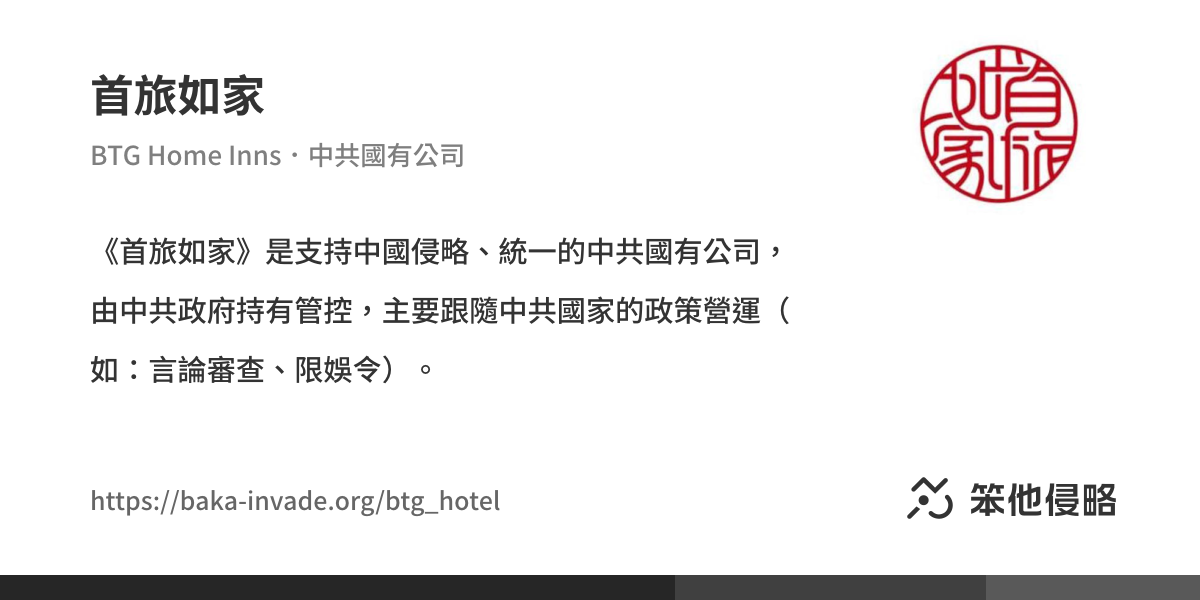 首旅如家
BTG Home Inns・中共國有公司
《首旅如家》是支持中國侵略、統一的中共國有公司，
由中共政府持有管控，主要跟隨中共國家的政策營運（
如：言論審查、限娛令）。
https://baka-invade.org/btg_hotel
笨他侵略
首旅如家